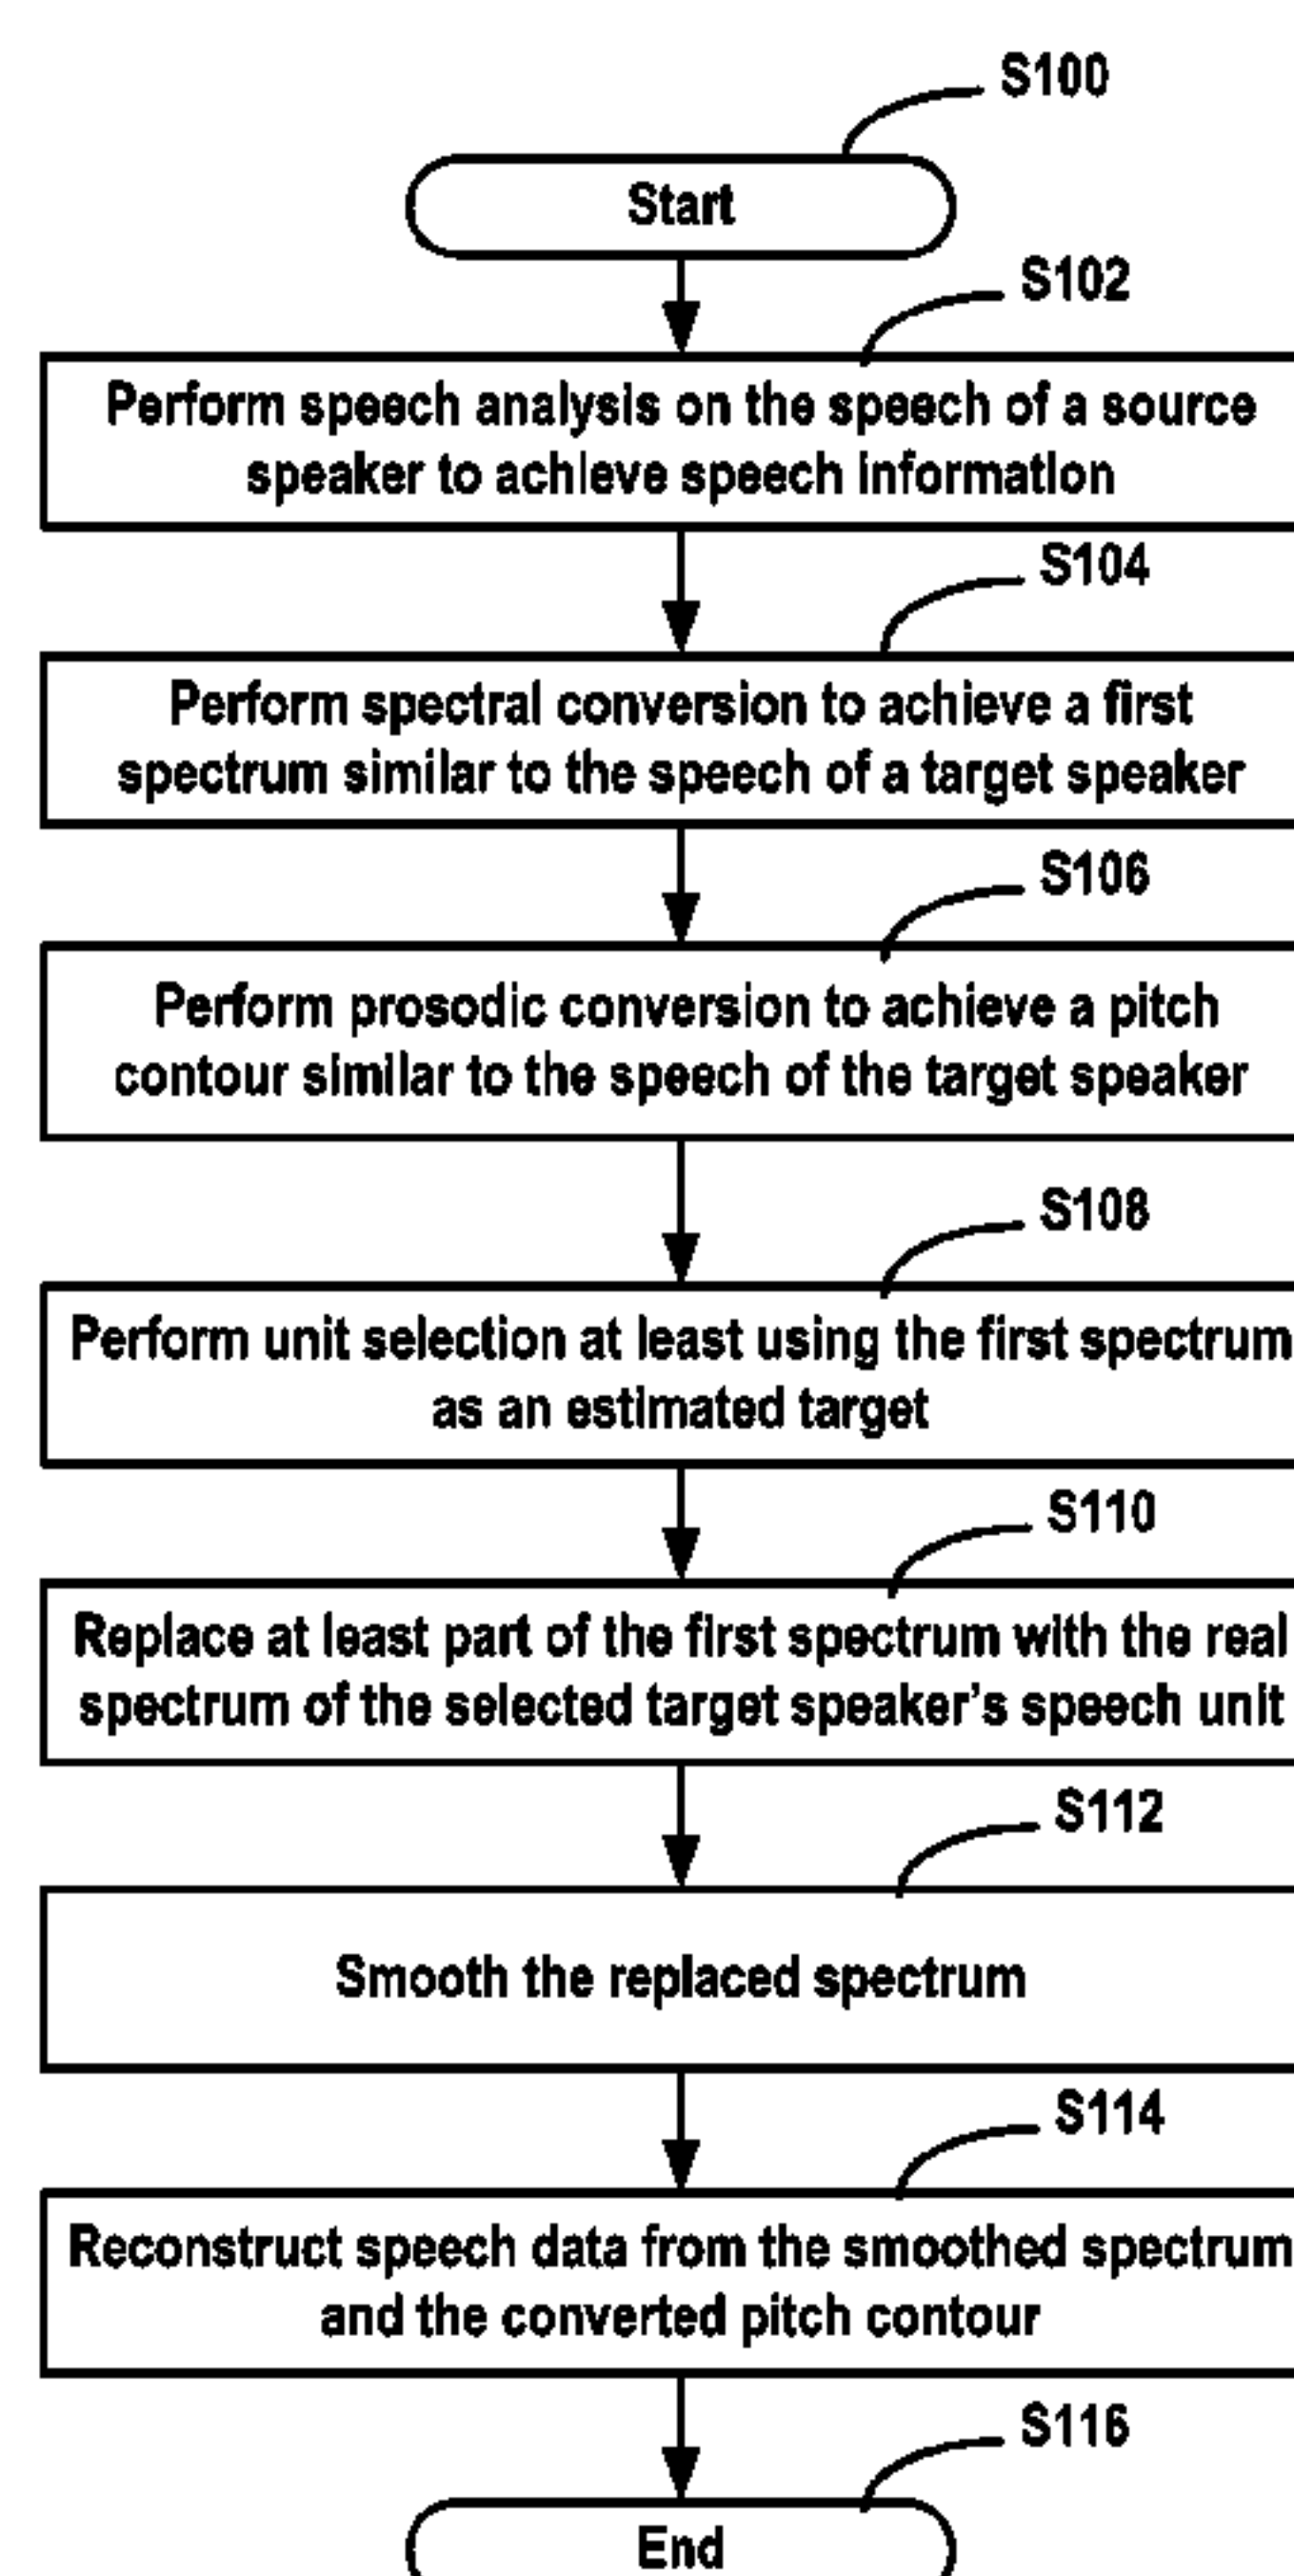 S100
Start
S102
Perform speech analysis on the speech of a source
speaker to achieve speech information
S104
Perform spectral conversion to achieve a first
spectrum similar to the speech of a target speaker
S106
Perform prosodic conversion to achieve a pitch
contour similar to the speech of the target speaker
S108
Perform unit selection at least using the first spectrum
as an estimated target
S110
Replace at least part of the first spectrum with the real
spectrum of the selected target speaker's speech unit
S112
Smooth the replaced spectrum
S114
Reconstruct speech data from the smoothed spectrum
and the converted pitch contour
S116
End